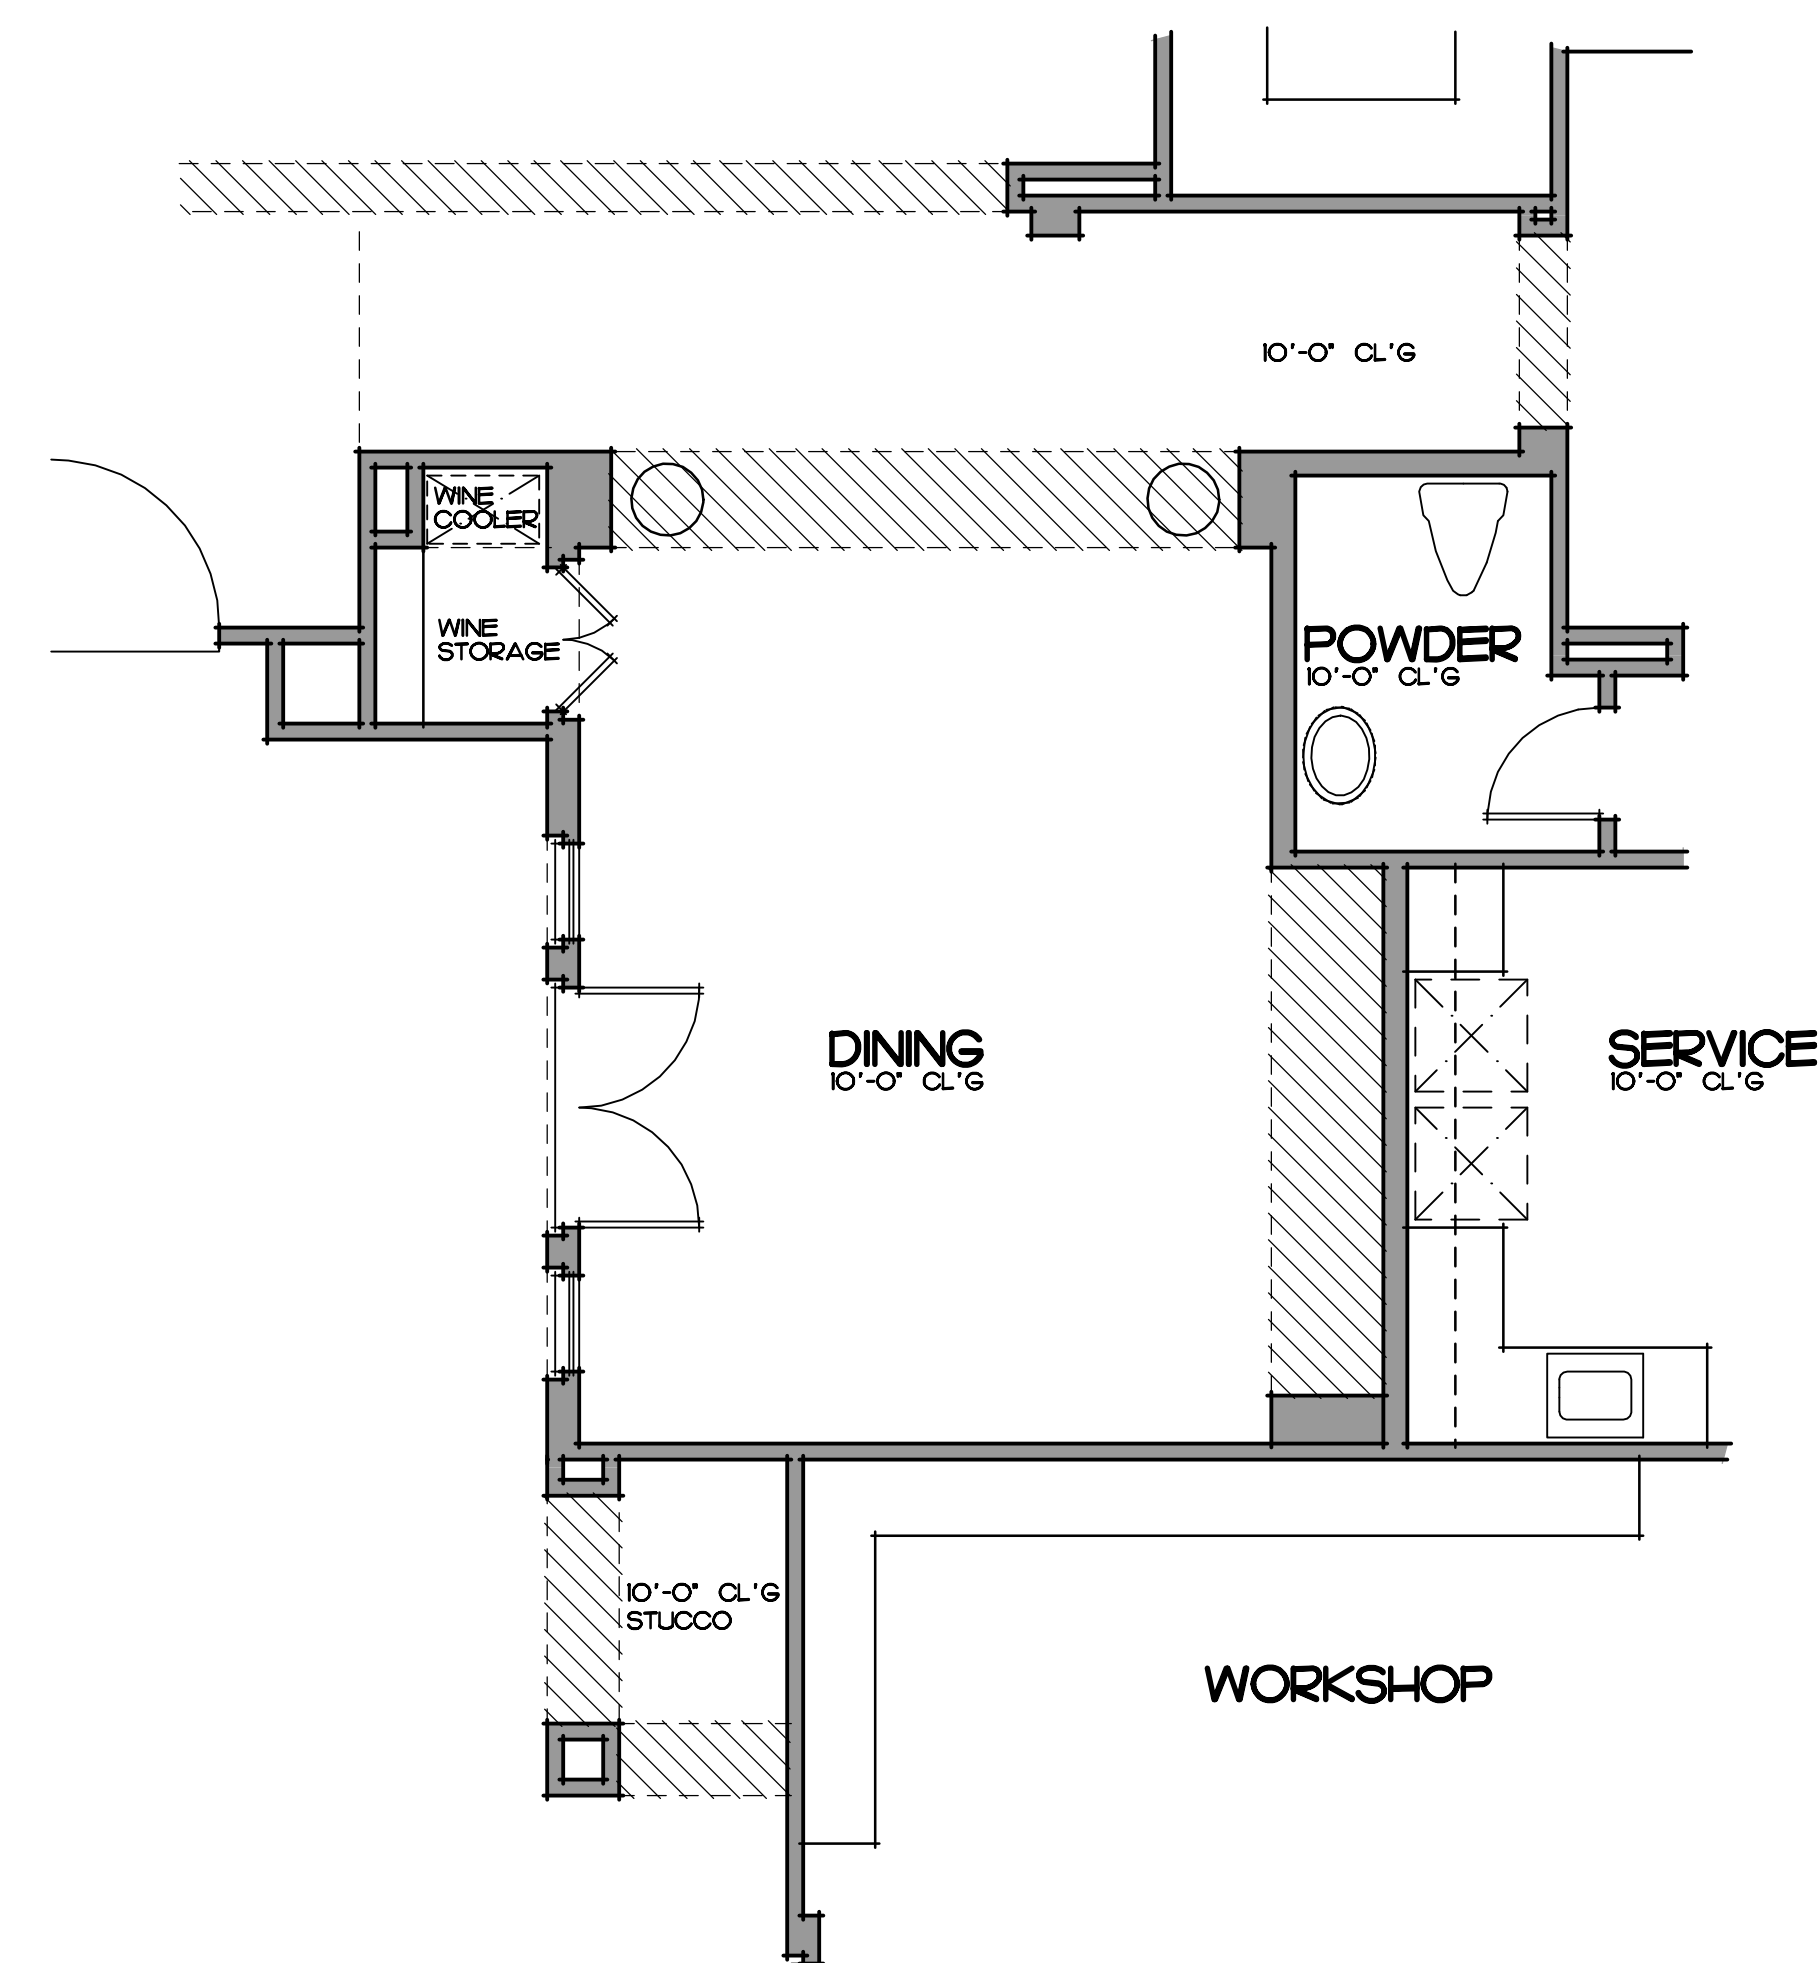 10'-0" CL'G
WINE
COOLER
WINE
STORAGE
POWDER
10'-0" CL'G
DINING
10'-0" CL'G
SERVICE
10'-0" CL'G
10'-0" CL'G
STUCCO
WORKSHOP